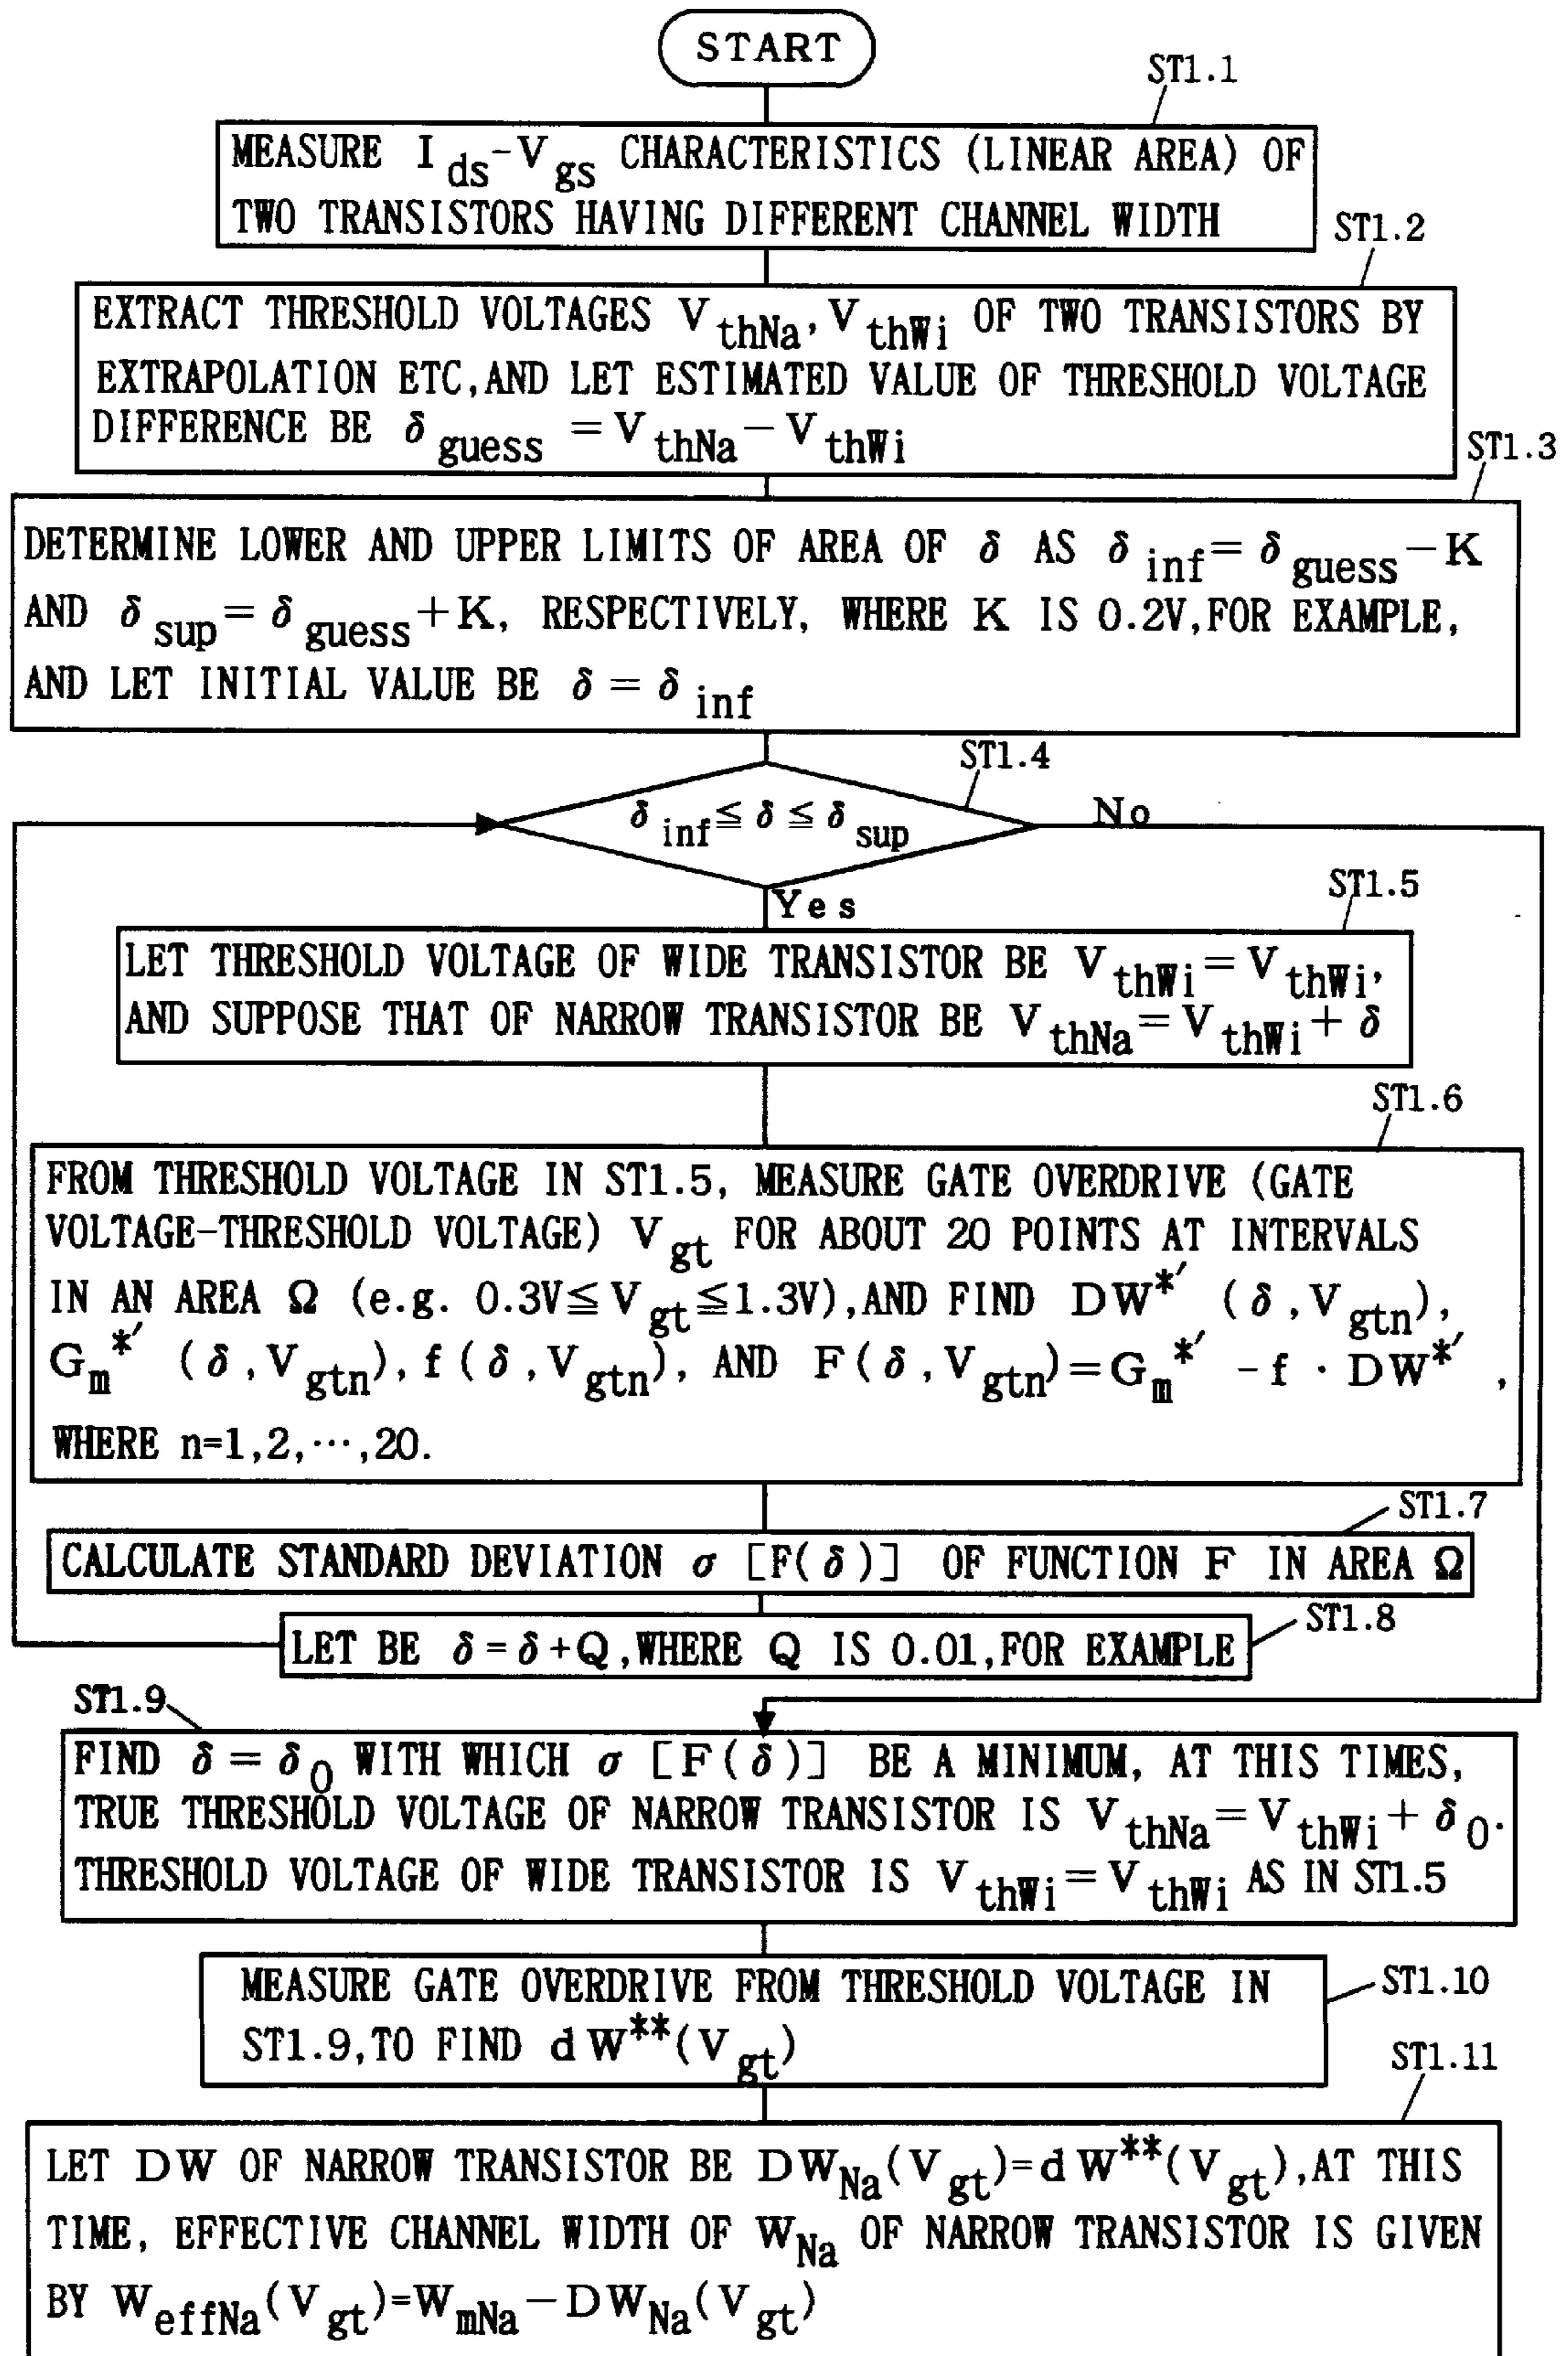 START
ST1.1
MEASURE I ds-V gs CHARACTERISTICS (LINEAR AREA) OF
TWO TRANSISTORS HAVING DIFFERENT CHANNEL WIDTH
ST1.2
EXTRACT THRESHOLD VOLTAGES V thNa, V thWi OF TWO TRANSISTORS BY
EXTRAPOLATION ETC,AND LET ESTIMATED VALUE OF THRESHOLD VOLTAGE
DIFFERENCE BE δ guess = V thNa − V thWi
ST1.3
DETERMINE LOWER AND UPPER LIMITS OF AREA OF δ AS δ inf = δ guess − K
AND δ sup = δ guess + K, RESPECTIVELY, WHERE K IS 0.2V,FOR EXAMPLE,
AND LET INITIAL VALUE BE δ = δ inf
ST1.4
δ inf ≦ δ ≦ δ sup
No
Yes
ST1.5
LET THRESHOLD VOLTAGE OF WIDE TRANSISTOR BE V thWi = V thWi,
AND SUPPOSE THAT OF NARROW TRANSISTOR BE V thNa = V thWi + δ
ST1.6
FROM THRESHOLD VOLTAGE IN ST1.5, MEASURE GATE OVERDRIVE (GATE
VOLTAGE-THRESHOLD VOLTAGE) V gt FOR ABOUT 20 POINTS AT INTERVALS
IN AN AREA Ω (e.g. 0.3V≦ V gt ≦1.3V),AND FIND DW*′ (δ, V gtn),
Gm*′ (δ, V gtn), f (δ, V gtn), AND F(δ, V gtn)=Gm*′ - f · DW*′ ,
WHERE n=1,2,⋯,20.
ST1.7
CALCULATE STANDARD DEVIATION σ [F(δ)] OF FUNCTION F IN AREA Ω
ST1.8
LET BE δ = δ + Q,WHERE Q IS 0.01,FOR EXAMPLE
ST1.9
FIND δ = δ 0 WITH WHICH σ [F(δ)] BE A MINIMUM, AT THIS TIMES,
TRUE THRESHOLD VOLTAGE OF NARROW TRANSISTOR IS V thNa = V thWi + δ 0.
THRESHOLD VOLTAGE OF WIDE TRANSISTOR IS V thWi = V thWi AS IN ST1.5
ST1.10
MEASURE GATE OVERDRIVE FROM THRESHOLD VOLTAGE IN
ST1.9,TO FIND dW**(V gt)
ST1.11
LET DW OF NARROW TRANSISTOR BE DWNa(V gt)=dW**(V gt),AT THIS
TIME, EFFECTIVE CHANNEL WIDTH OF WNa OF NARROW TRANSISTOR IS GIVEN
BY WeffNa(V gt)=WmNa − DWNa(V gt)